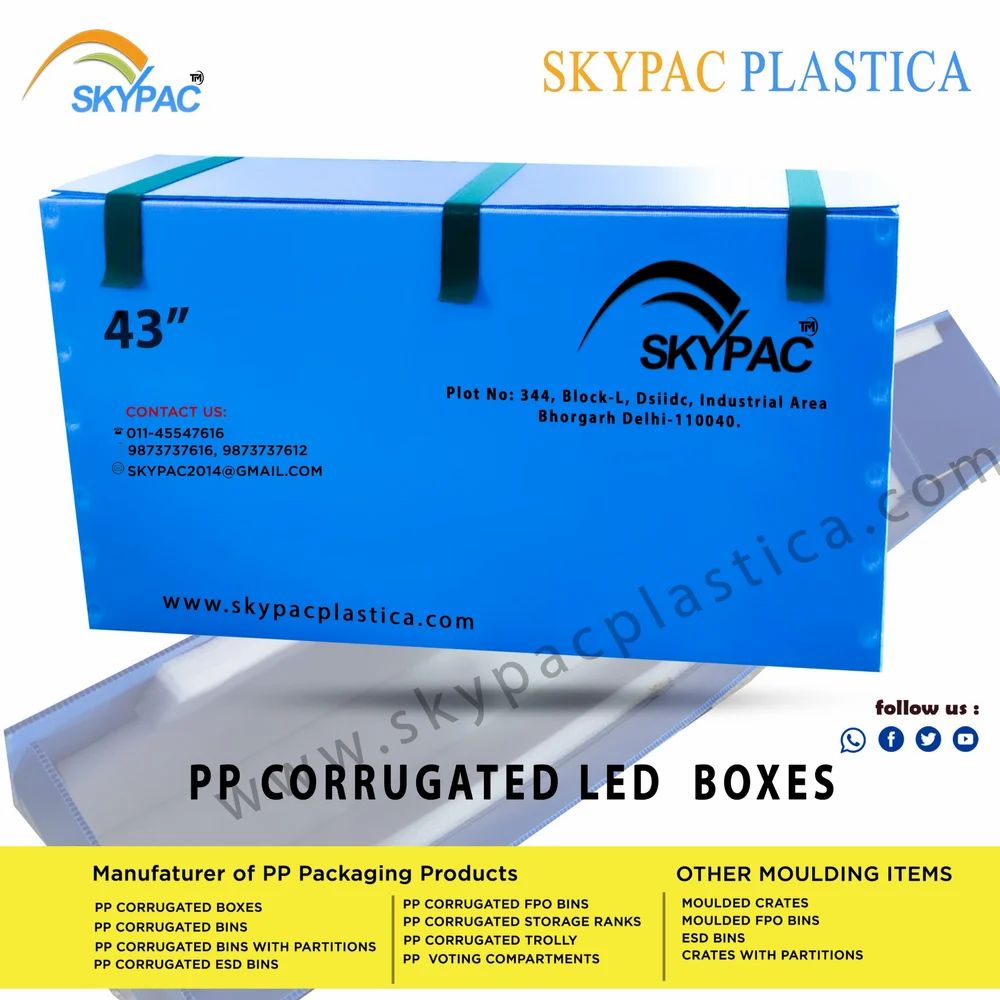 SKYPAC TM
SKYPAC PLASTICA
43”
SKYPAC TM
Plot No: 344, Block-L, Dsiidc, Industrial Area
Bhorgarh Delhi-110040.
CONTACT US:
011-45547616
9873737616, 9873737612
SKYPAC2014@GMAIL.COM
www.skypacplastica.com
www.skypacplastica.com
follow us :
PP CORRUGATED LED BOXES
Manufaturer of PP Packaging Products
PP CORRUGATED BOXES
PP CORRUGATED BINS
PP CORRUGATED BINS WITH PARTITIONS
PP CORRUGATED ESD BINS
PP CORRUGATED FPO BINS
PP CORRUGATED STORAGE RANKS
PP CORRUGATED TROLLY
PP VOTING COMPARTMENTS
OTHER MOULDING ITEMS
MOULDED CRATES
MOULDED FPO BINS
ESD BINS
CRATES WITH PARTITIONS